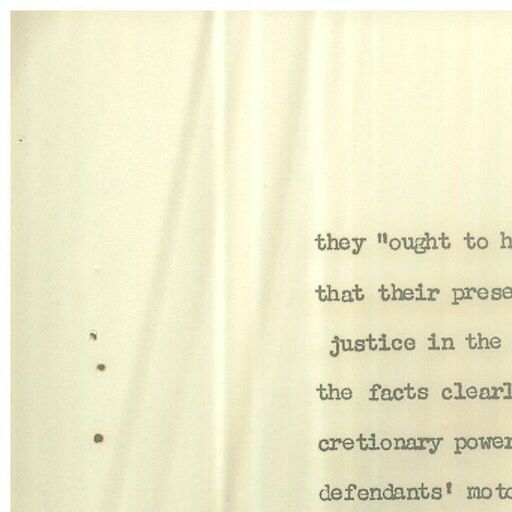 they "ought to h
that their prese
justice in the
the facts clearl
cretionary power
defendants' moto